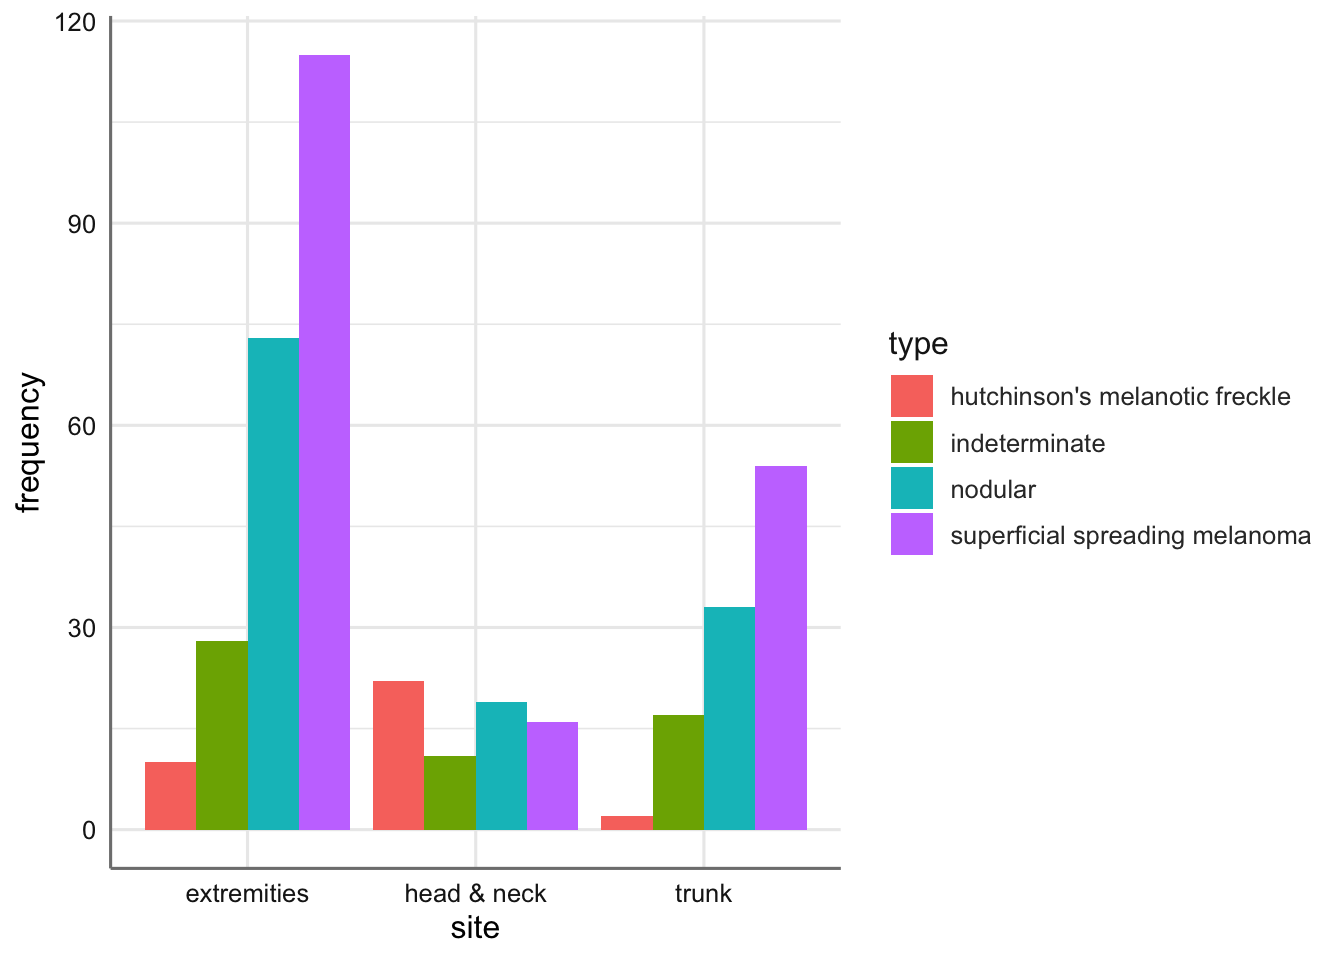 120
90
60
30
0
frequency
extremities
head & neck
trunk
site
type
hutchinson's melanotic freckle
indeterminate
nodular
superficial spreading melanoma